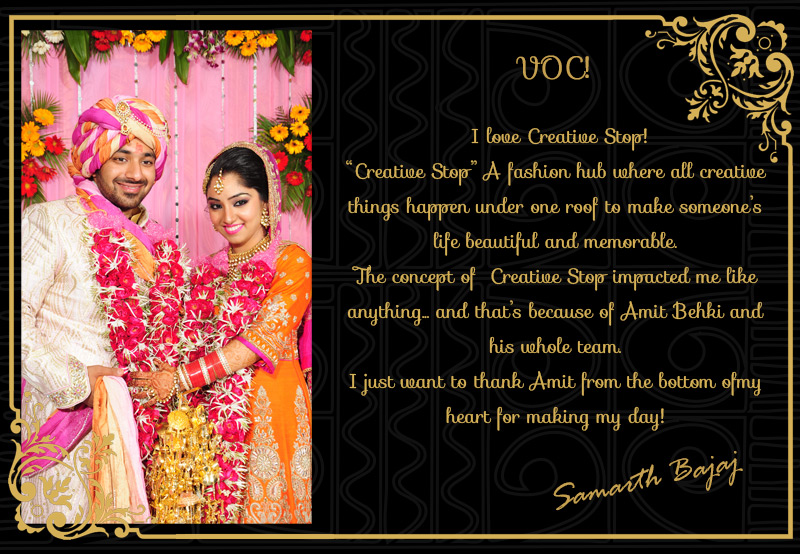 VOC!
I love Creative Stop!
“Creative Stop” A fashion hub where all creative
things happen under one roof to make someone’s
life beautiful and memorable.
The concept of Creative Stop impacted me like
anything... and that’s because of Amit Behki and
his whole team.
I just want to thank Amit from the bottom ofmy
heart for making my day!
Samarth Bajaj